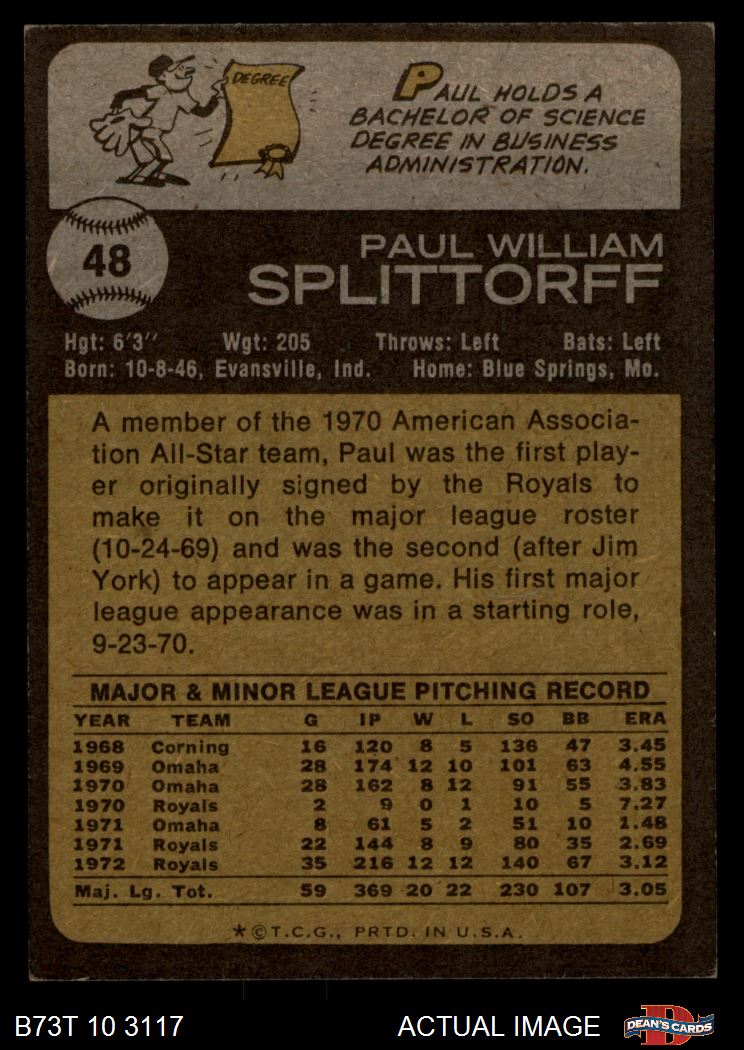 DEGREE
PAUL HOLDS A
BACHELOR OF SCIENCE
DEGREE IN BUSINESS
ADMINISTRATION.
48
PAUL WILLIAM
SPLITTORFF
Hgt: 6'3" Wgt: 205 Throws: Left Bats: Left
Born: 10-8-46, Evansville, Ind. Home: Blue Springs, Mo.
A member of the 1970 American Associa-
tion All-Star team, Paul was the first play-
er originally signed by the Royals to
make it on the major league roster
(10-24-69) and was the second (after Jim
York) to appear in a game. His first major
league appearance was in a starting role,
9-23-70.
MAJOR & MINOR LEAGUE PITCHING RECORD
YEAR TEAM G IP W L SO BB ERA
1968 Corning 16 120 8 5 136 47 3.45
1969 Omaha 28 174 12 10 101 63 4.55
1970 Omaha 28 162 8 12 91 55 3.83
1970 Royals 2 9 0 1 10 5 7.27
1971 Omaha 8 61 5 2 51 10 1.48
1971 Royals 22 144 8 9 80 35 2.69
1972 Royals 35 216 12 12 140 67 3.12
Maj. Lg. Tot. 59 369 20 22 230 107 3.05
*©T.C.G., PRTD. IN U.S.A.
B73T 10 3117 ACTUAL IMAGE
D
DEAN'S CARDS